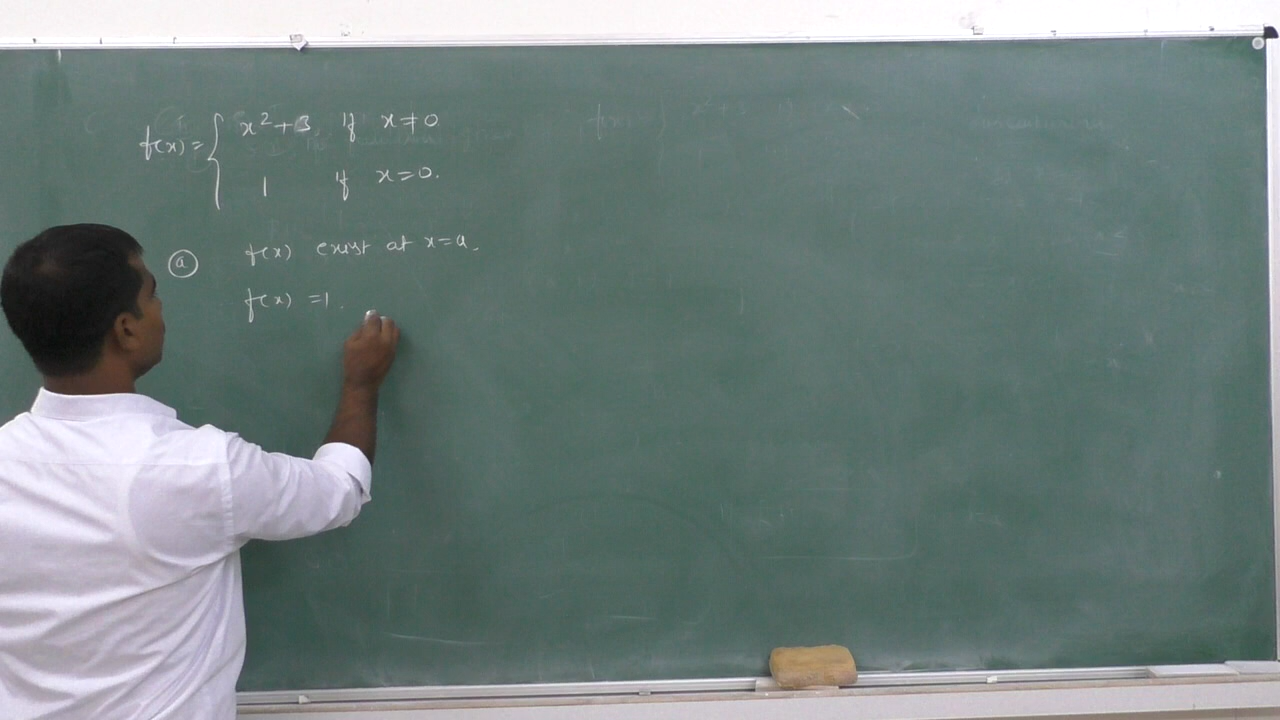 f(x) = { x² + 3, if x ≠ 0
1 if x = 0.
ⓐ f(x) exist at x = a.
f(x) = 1.